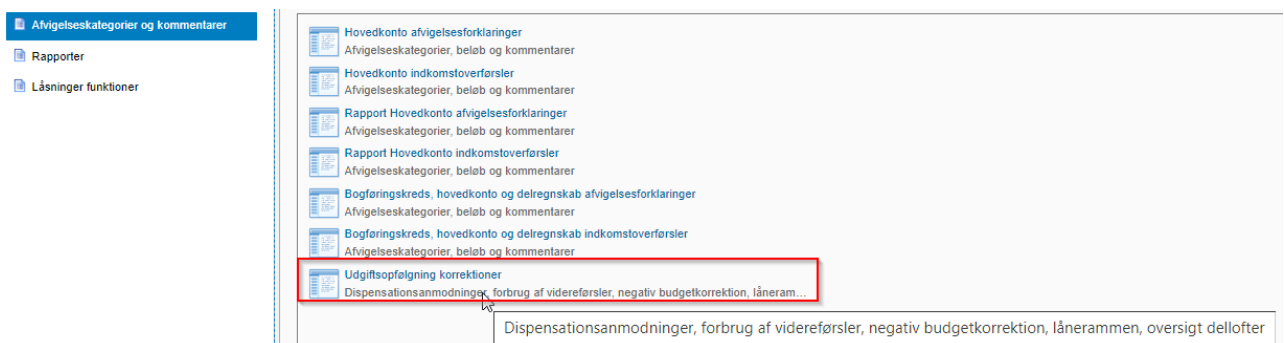 Afvigelseskategorier og kommentarer
Rapporter
Låsninger funktioner
Hovedkonto afvigelsesforklaringer
Afvigelseskategorier, beløb og kommentarer
Hovedkonto indkomstoverførsler
Afvigelseskategorier, beløb og kommentarer
Rapport Hovedkonto afvigelsesforklaringer
Afvigelseskategorier, beløb og kommentarer
Rapport Hovedkonto indkomstoverførsler
Afvigelseskategorier, beløb og kommentarer
Bogføringskreds, hovedkonto og delregnskab afvigelsesforklaringer
Afvigelseskategorier, beløb og kommentarer
Bogføringskreds, hovedkonto og delregnskab indkomstoverførsler
Afvigelseskategorier, beløb og kommentarer
Udgiftsopfølgning korrektioner
Dispensationsanmodninger, forbrug af videreførsler, negativ budgetkorrektion, låneram...
Dispensationsanmodninger, forbrug af videreførsler, negativ budgetkorrektion, lånerammen, oversigt dellofter